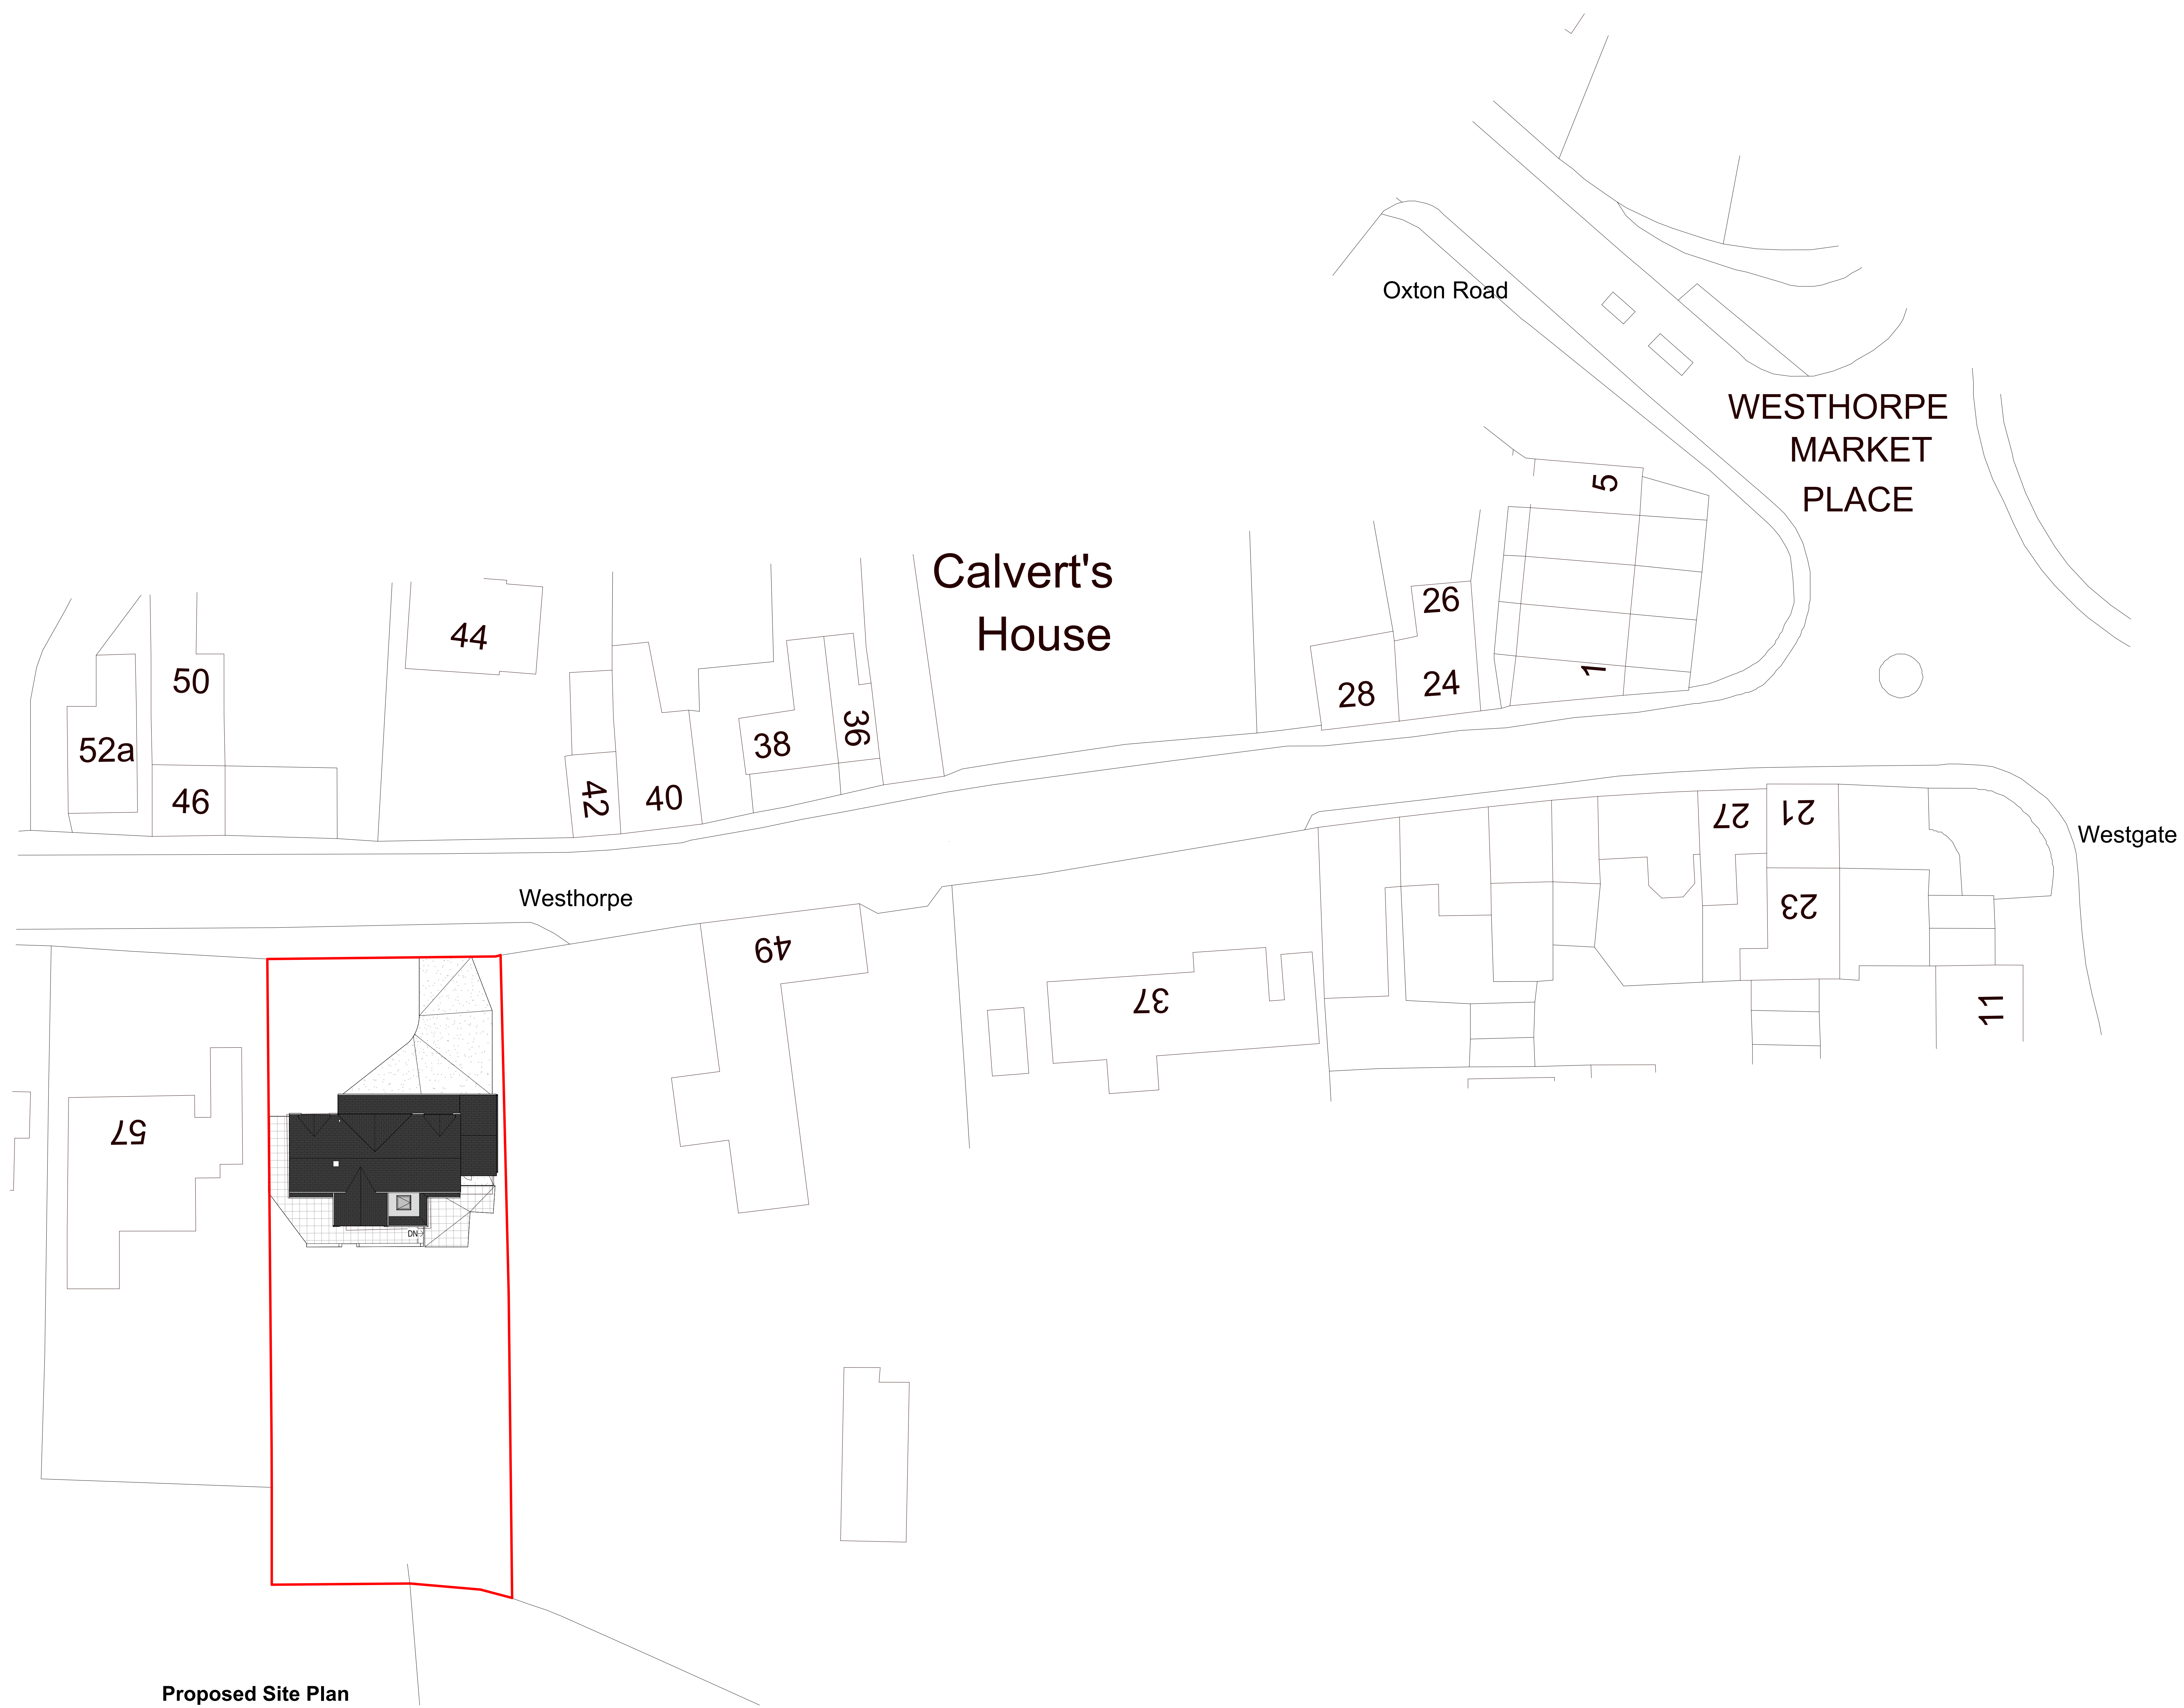 Oxton Road
WESTHORPE
MARKET
PLACE
5
Calvert's
House
26
44
50
28
24
1
52a
46
42
40
38
36
27
21
Westgate
Westhorpe
23
49
37
11
57
DN
Proposed Site Plan